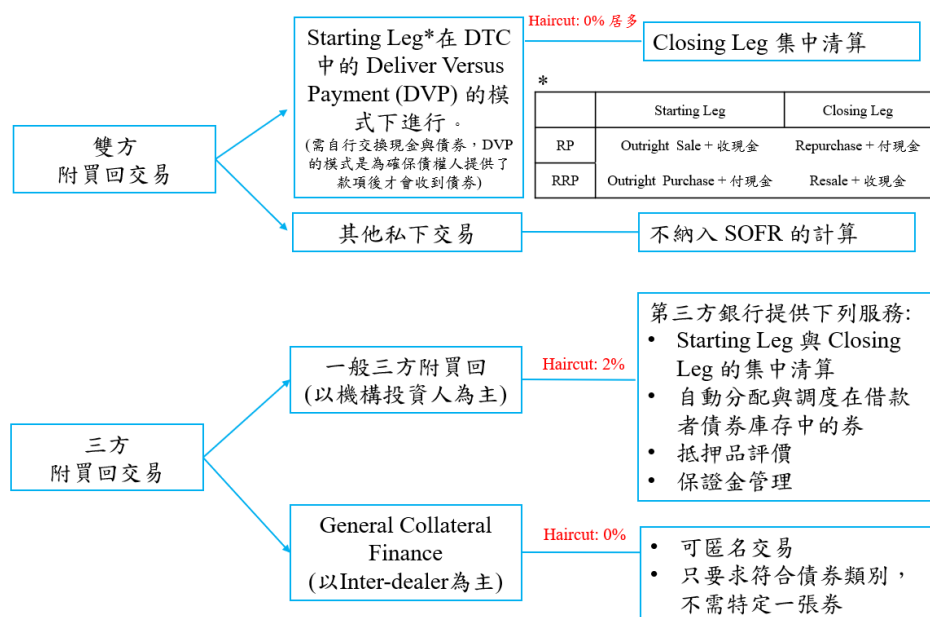 雙方
附買回交易
Starting Leg*在 DTC
中的 Deliver Versus
Payment (DVP) 的模
式下進行。
(需自行交換現金與債券，DVP
的模式是為確保債權人提供了
款項後才會收到債券)
Haircut: 0% 居多
Closing Leg 集中清算
*
Starting Leg Closing Leg
RP Outright Sale + 收現金 Repurchase + 付現金
RRP Outright Purchase + 付現金 Resale + 收現金
其他私下交易
不納入 SOFR 的計算
三方
附買回交易
一般三方附買回
(以機構投資人為主)
Haircut: 2%
第三方銀行提供下列服務:
• Starting Leg 與 Closing
Leg 的集中清算
• 自動分配與調度在借款
者債券庫存中的券
• 抵押品評價
• 保證金管理
General Collateral
Finance
(以Inter-dealer為主)
Haircut: 0%
• 可匿名交易
• 只要求符合債券類別，
不需特定一張券